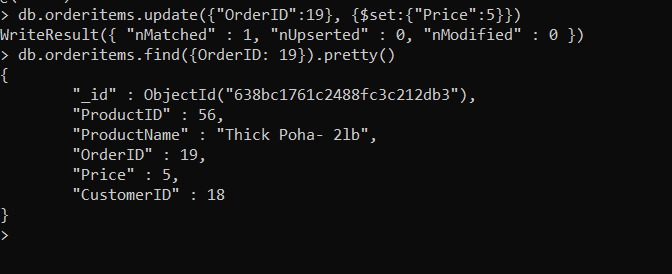 > db.orderitems.update({"OrderID":19}, {$set:{"Price":5}})
WriteResult({ "nMatched" : 1, "nUpserted" : 0, "nModified" : 0 })
> db.orderitems.find({OrderID: 19}).pretty()
{
        "_id" : ObjectId("638bc1761c2488fc3c212db3"),
        "ProductID" : 56,
        "ProductName" : "Thick Poha- 2lb",
        "OrderID" : 19,
        "Price" : 5,
        "CustomerID" : 18
}
>